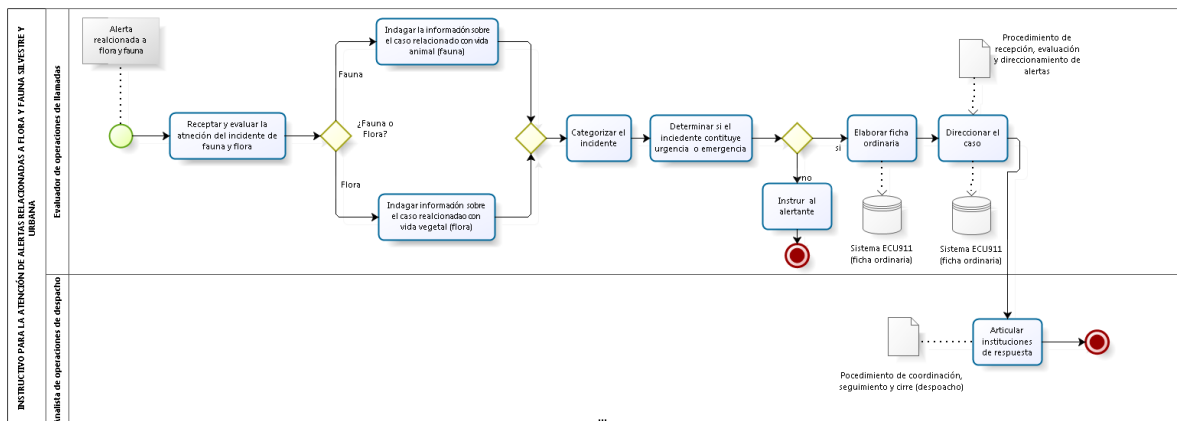 INSTRUCTIVO PARA LA ATENCIÓN DE ALERTAS RELACIONADAS A FLORA Y FAUNA SILVESTRE Y
URBANA
Evaluador de operaciones de llamadas
Alerta
realcionada a
flora y fauna
Receptar y evaluar la
atneción del incidente de
fauna y flora
¿Fauna o
Flora?
Fauna
Indagar la información sobre
el caso relacionado con vida
animal (fauna)
Flora
Indagar información sobre
el caso realcionadao con
vida vegetal (flora)
Categorizar el
incidente
Determinar si el
inciedente contituye
urgencia o emergencia
si
no
Instruir al
alertante
Elaborar ficha
ordinaria
Sistema ECU911
(ficha ordinaria)
Direccionar el
caso
Sistema ECU911
(ficha ordinaria)
Procedimiento de
recepción, evaluación
y direccionamiento de
alertas
Analista de operaciones de despacho
Articular
instituciones
de respuesta
Pocedimiento de coordinación,
seguimiento y cirre (despoacho)
...